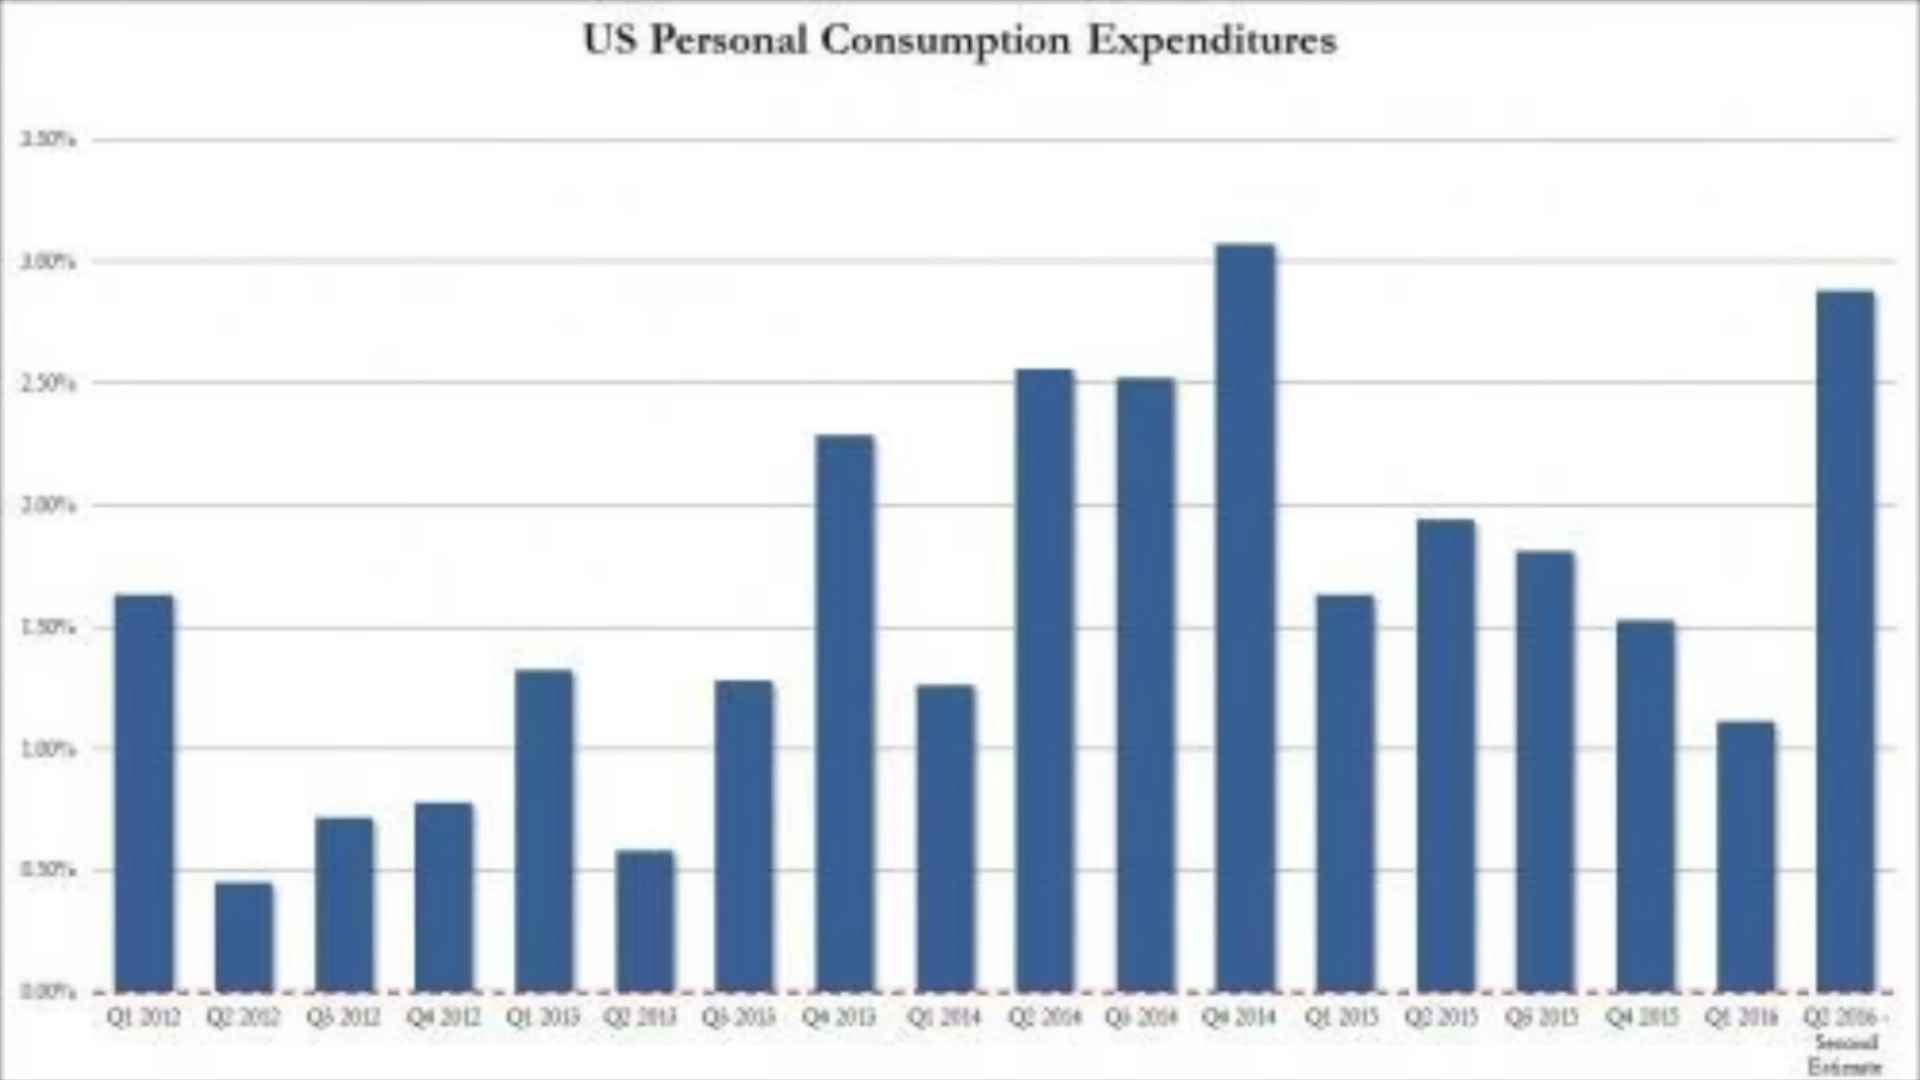 US Personal Consumption Expenditures
3.50%
3.00%
2.50%
2.00%
1.50%
1.00%
0.50%
0.00%
Q1 2012 Q2 2012 Q3 2012 Q4 2012 Q1 2013 Q2 2013 Q3 2013 Q4 2013 Q1 2014 Q2 2014 Q3 2014 Q4 2014 Q1 2015 Q2 2015 Q3 2015 Q4 2015 Q1 2016 Q2 2016 -
Second
Estimate